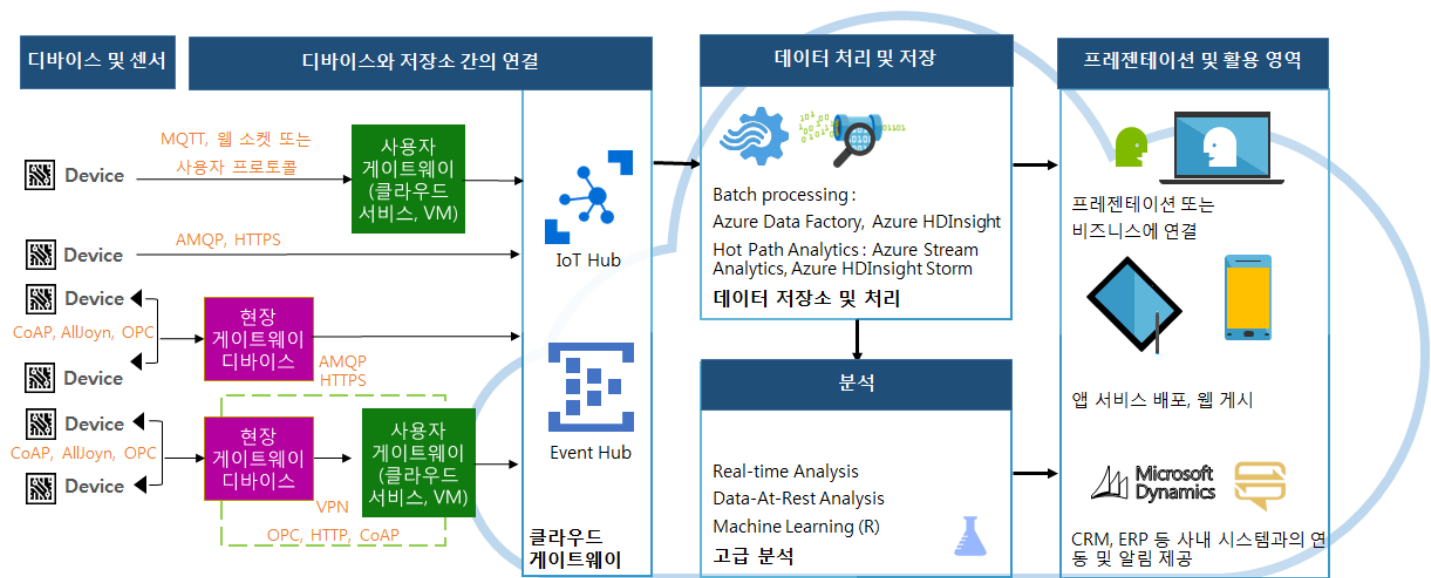 디바이스 및 센서
디바이스와 저장소 간의 연결
데이터 처리 및 저장
프레젠테이션 및 활용 영역
MQTT, 웹 소켓 또는
사용자 프로토콜
Device
사용자
게이트웨이
(클라우드
서비스, VM)
AMQP, HTTPS
Device
Device
CoAP, AllJoyn, OPC
Device
현장
게이트웨이
디바이스
AMQP
HTTPS
Device
CoAP, AllJoyn, OPC
Device
현장
게이트웨이
디바이스
VPN
사용자
게이트웨이
(클라우드
서비스, VM)
OPC, HTTP, CoAP
IoT Hub
Event Hub
클라우드
게이트웨이
Batch processing :
Azure Data Factory, Azure HDInsight
Hot Path Analytics : Azure Stream
Analytics, Azure HDInsight Storm
데이터 저장소 및 처리
분석
Real-time Analysis
Data-At-Rest Analysis
Machine Learning (R)
고급 분석
프레젠테이션 또는
비즈니스에 연결
앱 서비스 배포, 웹 게시
Microsoft
Dynamics
CRM, ERP 등 사내 시스템과의 연
동 및 알림 제공